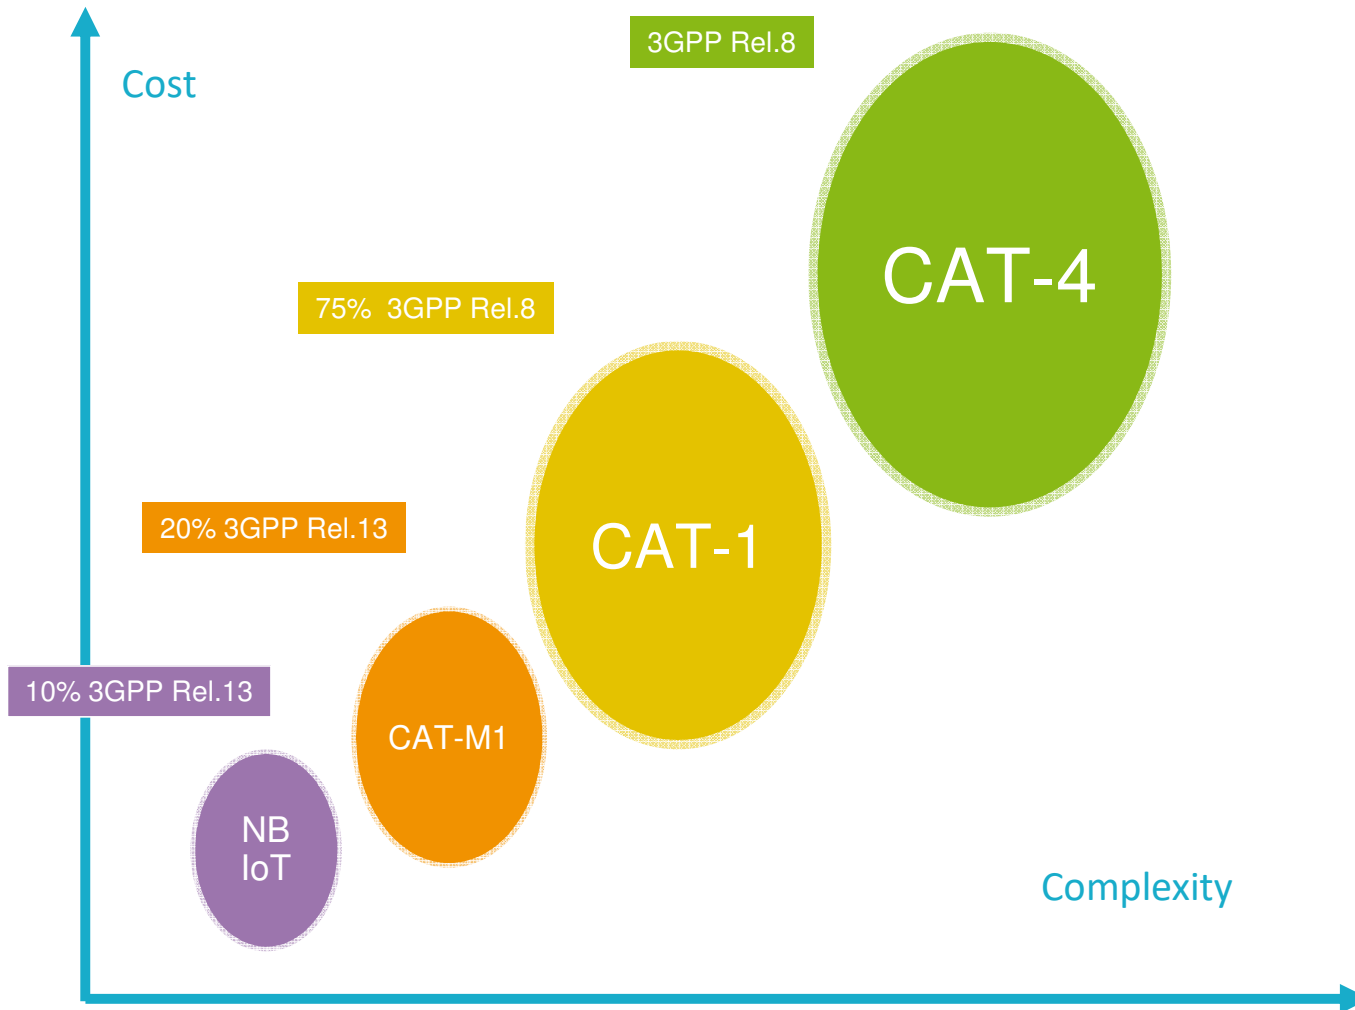 3GPP Rel.8
Cost
CAT-4
75%  3GPP Rel.8
20% 3GPP Rel.13
CAT-1
10% 3GPP Rel.13
CAT-M1
NB
IoT
Complexity